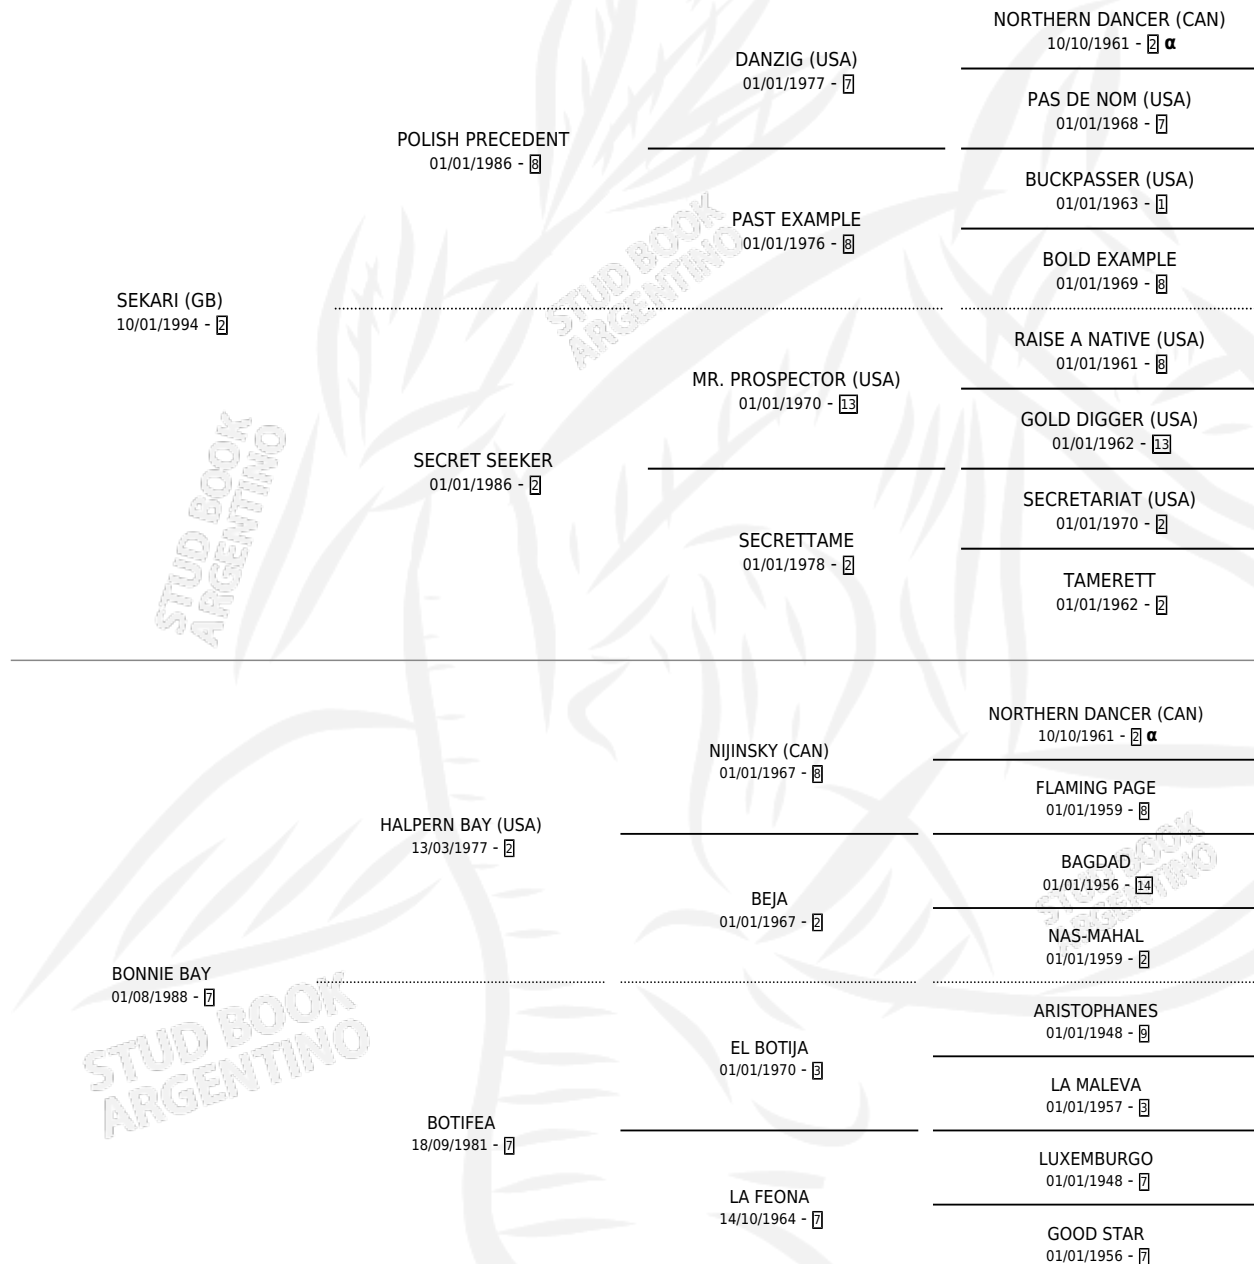 NORTHERN DANCER (CAN)
10/10/1961 - 2 α
DANZIG (USA)
01/01/1977 - 7
PAS DE NOM (USA)
01/01/1968 - 7
POLISH PRECEDENT
01/01/1986 - 8
BUCKPASSER (USA)
01/01/1963 - 1
PAST EXAMPLE
01/01/1976 - 8
BOLD EXAMPLE
01/01/1969 - 8
SEKARI (GB)
10/01/1994 - 2
RAISE A NATIVE (USA)
01/01/1961 - 8
MR. PROSPECTOR (USA)
01/01/1970 - 13
GOLD DIGGER (USA)
01/01/1962 - 13
SECRET SEEKER
01/01/1986 - 2
SECRETARIAT (USA)
01/01/1970 - 2
SECRETTAME
01/01/1978 - 2
TAMERETT
01/01/1962 - 2
NORTHERN DANCER (CAN)
10/10/1961 - 2 α
NIJINSKY (CAN)
01/01/1967 - 8
FLAMING PAGE
01/01/1959 - 8
HALPERN BAY (USA)
13/03/1977 - 2
BAGDAD
01/01/1956 - 14
BEJA
01/01/1967 - 2
NAS-MAHAL
01/01/1959 - 2
BONNIE BAY
01/08/1988 - 7
ARISTOPHANES
01/01/1948 - 9
EL BOTIJA
01/01/1970 - 3
LA MALEVA
01/01/1957 - 3
BOTIFEA
18/09/1981 - 7
LUXEMBURGO
01/01/1948 - 7
LA FEONA
14/10/1964 - 7
GOOD STAR
01/01/1956 - 7
STUD BOOK
ARGENTINO
STUD BOOK
ARGENTINO
STUD BOOK
ARGENTINO
STUD BOOK
ARGENTINO